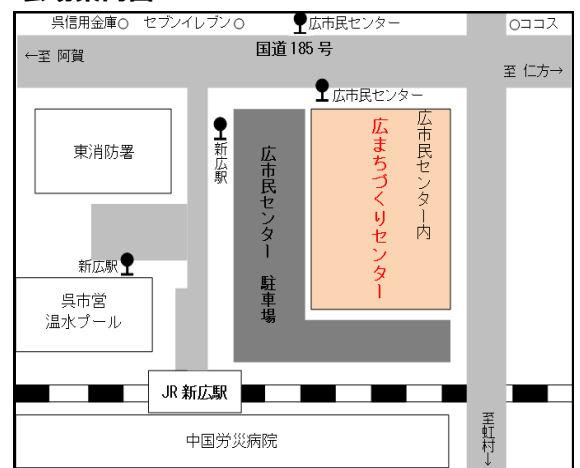 呉信用金庫○ セブンイレブン○ 広市民センター ○ココス
国道185号
←至 阿賀
至 仁方→
広市民センター
東消防署
新広駅
広市民センター 駐車場
広まちづくりセンター
広市民センター内
新広駅
呉市営
温水プール
JR 新広駅
中国労災病院
至虹村→